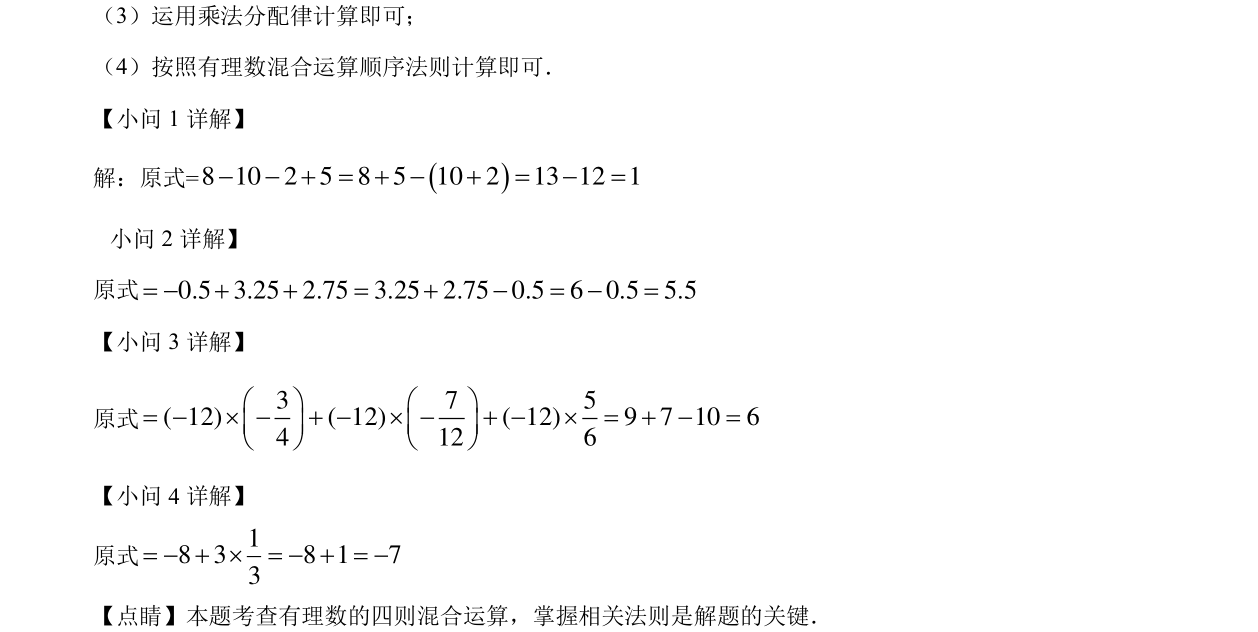 （3）运用乘法分配律计算即可；
（4）按照有理数混合运算顺序法则计算即可．
【小问 1 详解】
解：原式=8−10−2+5=8+5−(10+2)=13−12=1
小问 2 详解】
原式=−0.5+3.25+2.75=3.25+2.75−0.5=6−0.5=5.5
【小问 3 详解】
原式=(−12)×(−3/4)+(−12)×(−7/12)+(−12)×5/6=9+7−10=6
【小问 4 详解】
原式=−8+3×1/3=−8+1=−7
【点睛】本题考查有理数的四则混合运算，掌握相关法则是解题的关键．